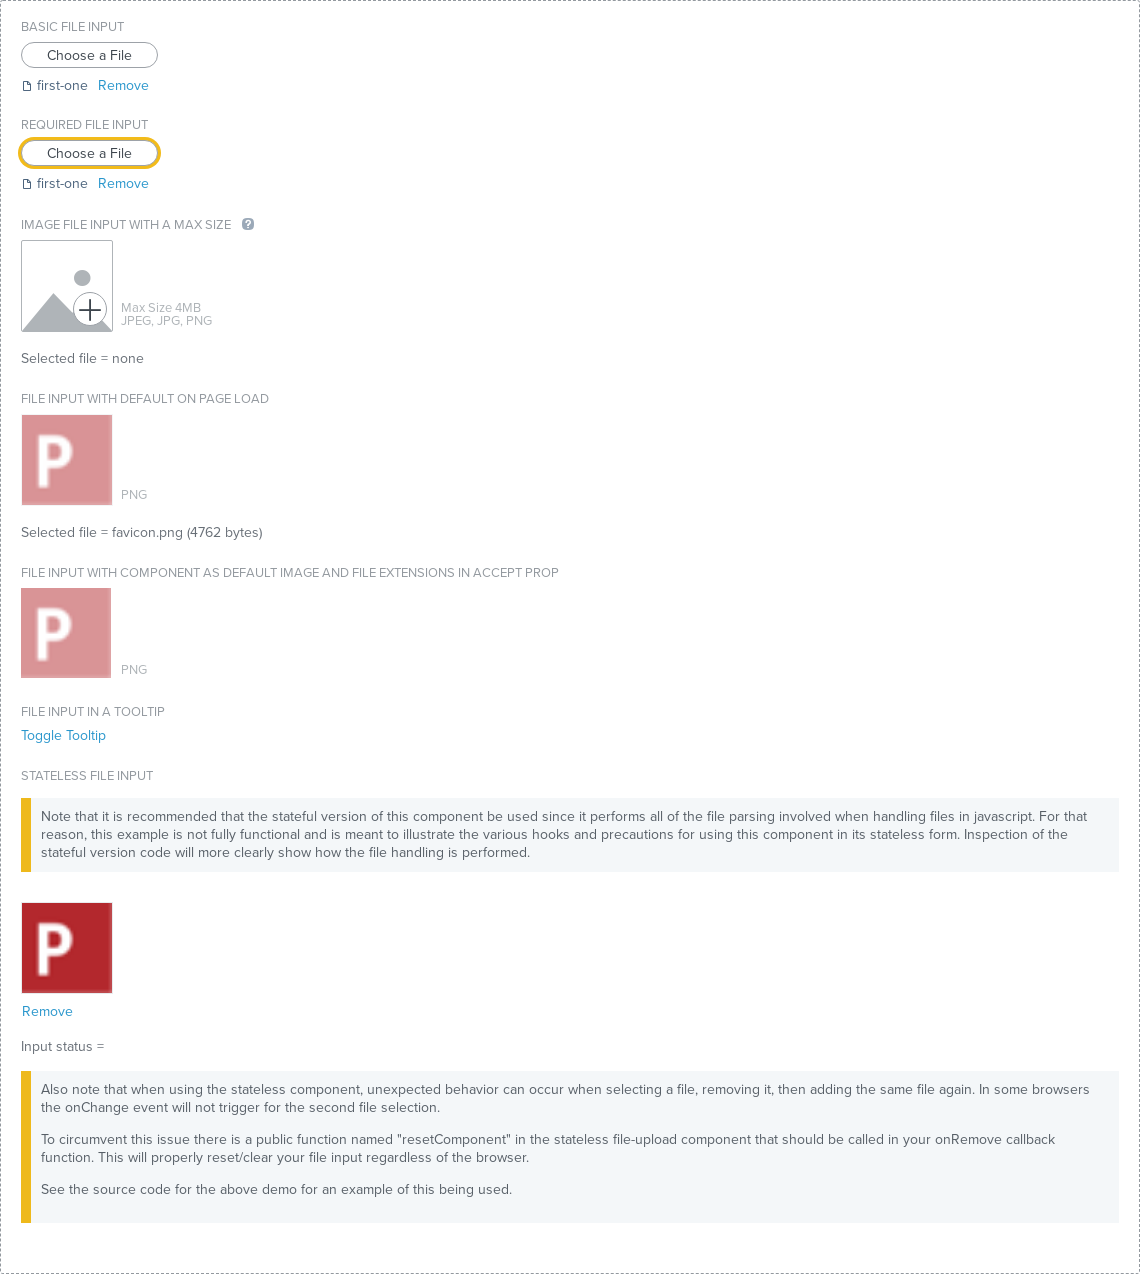 BASIC FILE INPUT
Choose a File
first-one Remove
REQUIRED FILE INPUT
Choose a File
first-one Remove
IMAGE FILE INPUT WITH A MAX SIZE ?
Max Size 4MB
JPEG, JPG, PNG
Selected file = none
FILE INPUT WITH DEFAULT ON PAGE LOAD
P
PNG
Selected file = favicon.png (4762 bytes)
FILE INPUT WITH COMPONENT AS DEFAULT IMAGE AND FILE EXTENSIONS IN ACCEPT PROP
P
PNG
FILE INPUT IN A TOOLTIP
Toggle Tooltip
STATELESS FILE INPUT
Note that it is recommended that the stateful version of this component be used since it performs all of the file parsing involved when handling files in javascript. For that
reason, this example is not fully functional and is meant to illustrate the various hooks and precautions for using this component in its stateless form. Inspection of the
stateful version code will more clearly show how the file handling is performed.
P
Remove
Input status =
Also note that when using the stateless component, unexpected behavior can occur when selecting a file, removing it, then adding the same file again. In some browsers
the onChange event will not trigger for the second file selection.
To circumvent this issue there is a public function named "resetComponent" in the stateless file-upload component that should be called in your onRemove callback
function. This will properly reset/clear your file input regardless of the browser.
See the source code for the above demo for an example of this being used.